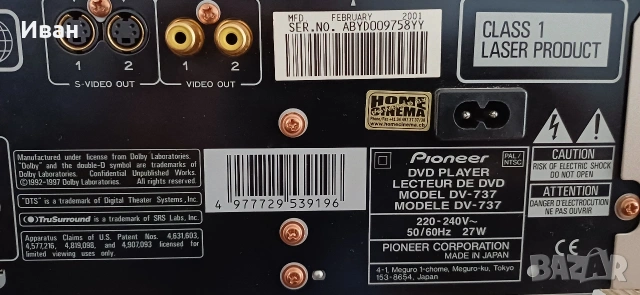 Иван
1 2
S-VIDEO OUT
1 2
VIDEO OUT
MFD FEBRUARY 2001
SER.NO. ABYD009758YY
CLASS 1
LASER PRODUCT
HOME
CINEMA
www.homecinema.ch
Manufactured under license from Dolby Laboratories.
"Dolby" and the double-D symbol are trademarks of
Dolby Laboratories. Confidential Unpublished Works.
©1992-1997 Dolby Laboratories. All rights reserved.
"DTS" is a trademark of Digital Theater Systems, Inc.
TruSurround is a trademark of SRS Labs, Inc.
Apparatus Claims of U.S. Patent Nos. 4,631,603,
4,577,216, 4,819,098, and 4,907,093 licensed for
limited viewing uses only.
4 977729 539196
Pioneer
PAL/
NTSC
DVD PLAYER
LECTEUR DE DVD
MODEL DV-737
MODELE DV-737
220-240V~
50/60Hz 27W
PIONEER CORPORATION
MADE IN JAPAN
4-1, Meguro 1-chome, Meguro-ku, Tokyo
153-8654, Japan
CAUTION
RISK OF ELECTRIC SHOCK
DO NOT OPEN
ATTENTION
DANGER D'ELECTROCUTION
NE PAS OUVRIR
CE
BAZAR